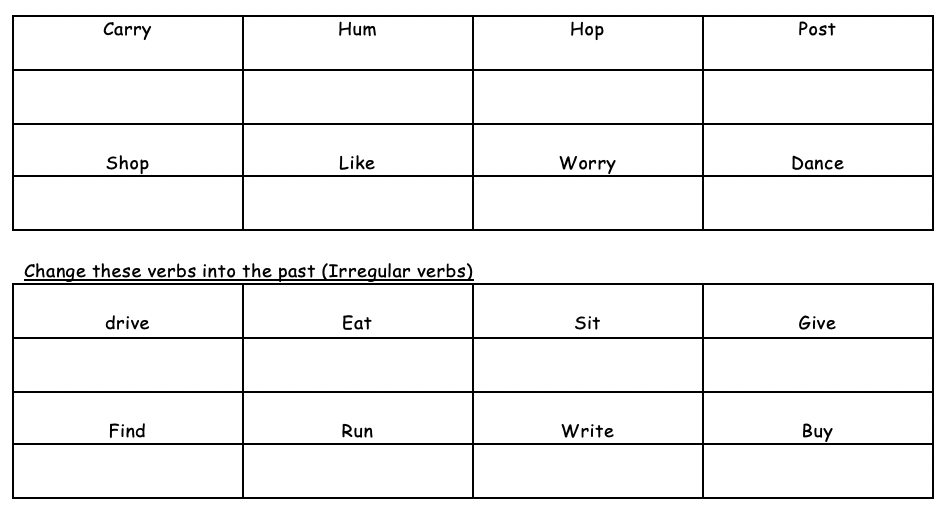 Carry Hum Hop Post
Shop Like Worry Dance
Change these verbs into the past (Irregular verbs)
drive Eat Sit Give
Find Run Write Buy